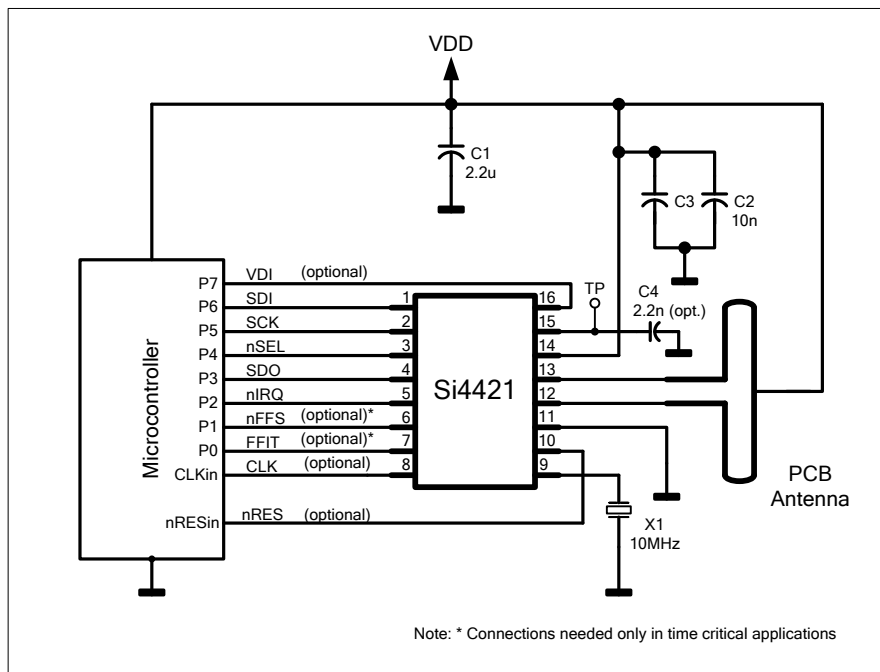 VDD
C1
2.2u
C3
C2
10n
Microcontroller
P7 VDI (optional) 16
P6 SDI 1
P5 SCK 2 15
P4 nSEL 3 14
P3 SDO 4 13
P2 nIRQ 5 12
P1 nFFS (optional)* 6 11
P0 FFIT (optional)* 7 10
CLKin CLK (optional) 8 9
nRESin nRES (optional)
Si4421
TP
C4
2.2n (opt.)
PCB
Antenna
X1
10MHz
Note: * Connections needed only in time critical applications